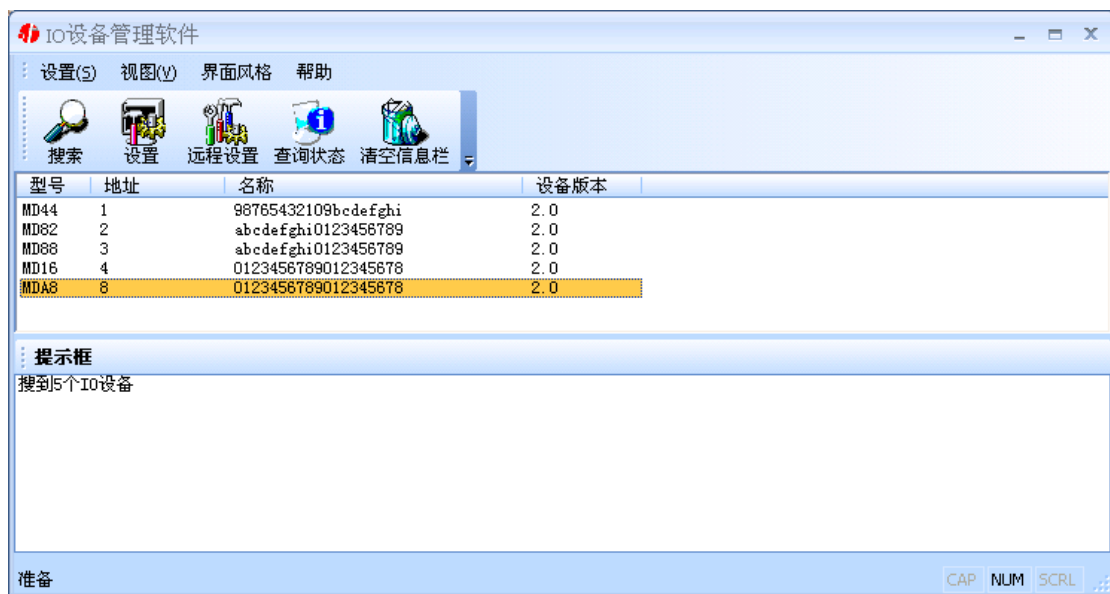 IO设备管理软件
设置(S) 视图(V) 界面风格 帮助
搜索 设置 远程设置 查询状态 清空信息栏
型号 地址 名称 设备版本
MD44 1 98765432109bcdefghi 2.0
MD82 2 abcdefghi0123456789 2.0
MD88 3 abcdefghi0123456789 2.0
MD16 4 0123456789012345678 2.0
MDA8 8 0123456789012345678 2.0
提示框
搜到5个IO设备
准备 CAP NUM SCRL